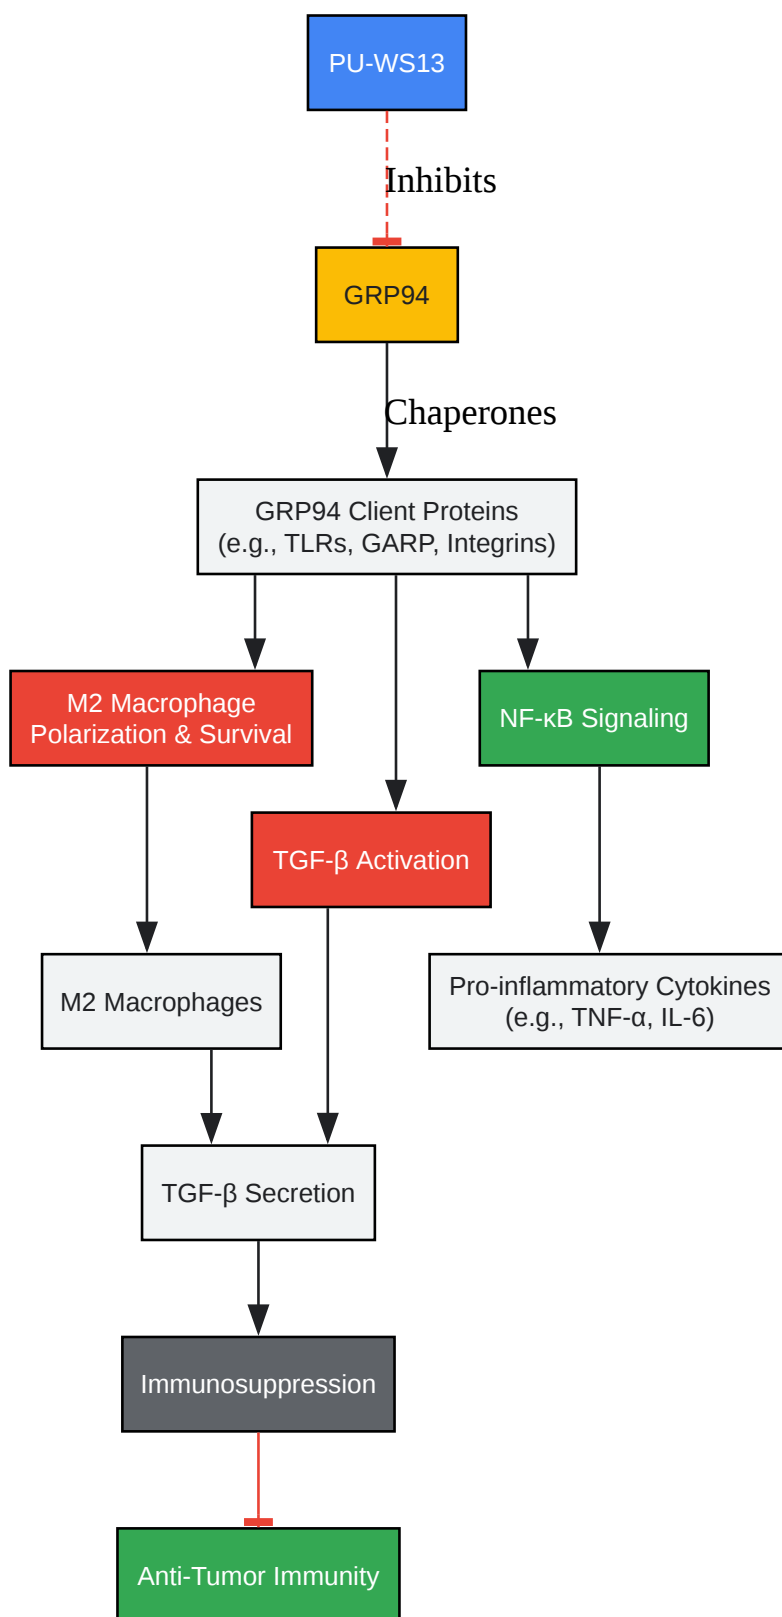 PU-WS13
Inhibits
GRP94
Chaperones
GRP94 Client Proteins
(e.g., TLRs, GARP, Integrins)
M2 Macrophage
Polarization & Survival
NF-κB Signaling
TGF-β Activation
M2 Macrophages
Pro-inflammatory Cytokines
(e.g., TNF-α, IL-6)
TGF-β Secretion
Immunosuppression
Anti-Tumor Immunity